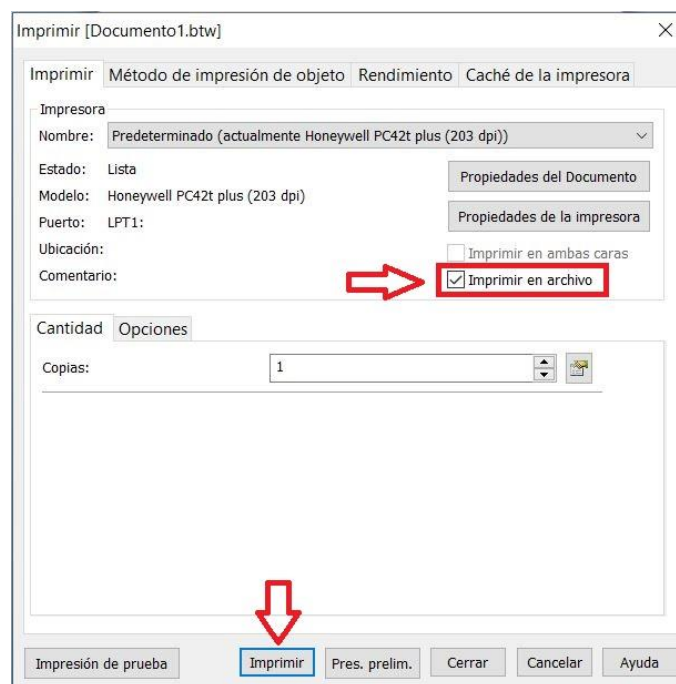 Imprimir [Documento1.btw]
Imprimir Método de impresión de objeto Rendimiento Caché de la impresora
Impresora
Nombre: Predeterminado (actualmente Honeywell PC42t plus (203 dpi))
Estado: Lista
Propiedades del Documento
Modelo: Honeywell PC42t plus (203 dpi)
Puerto: LPT1:
Propiedades de la impresora
Ubicación:
Imprimir en ambas caras
Comentario:
Imprimir en archivo
Cantidad Opciones
Copias: 1
Impresión de prueba Imprimir Pres. prelim. Cerrar Cancelar Ayuda